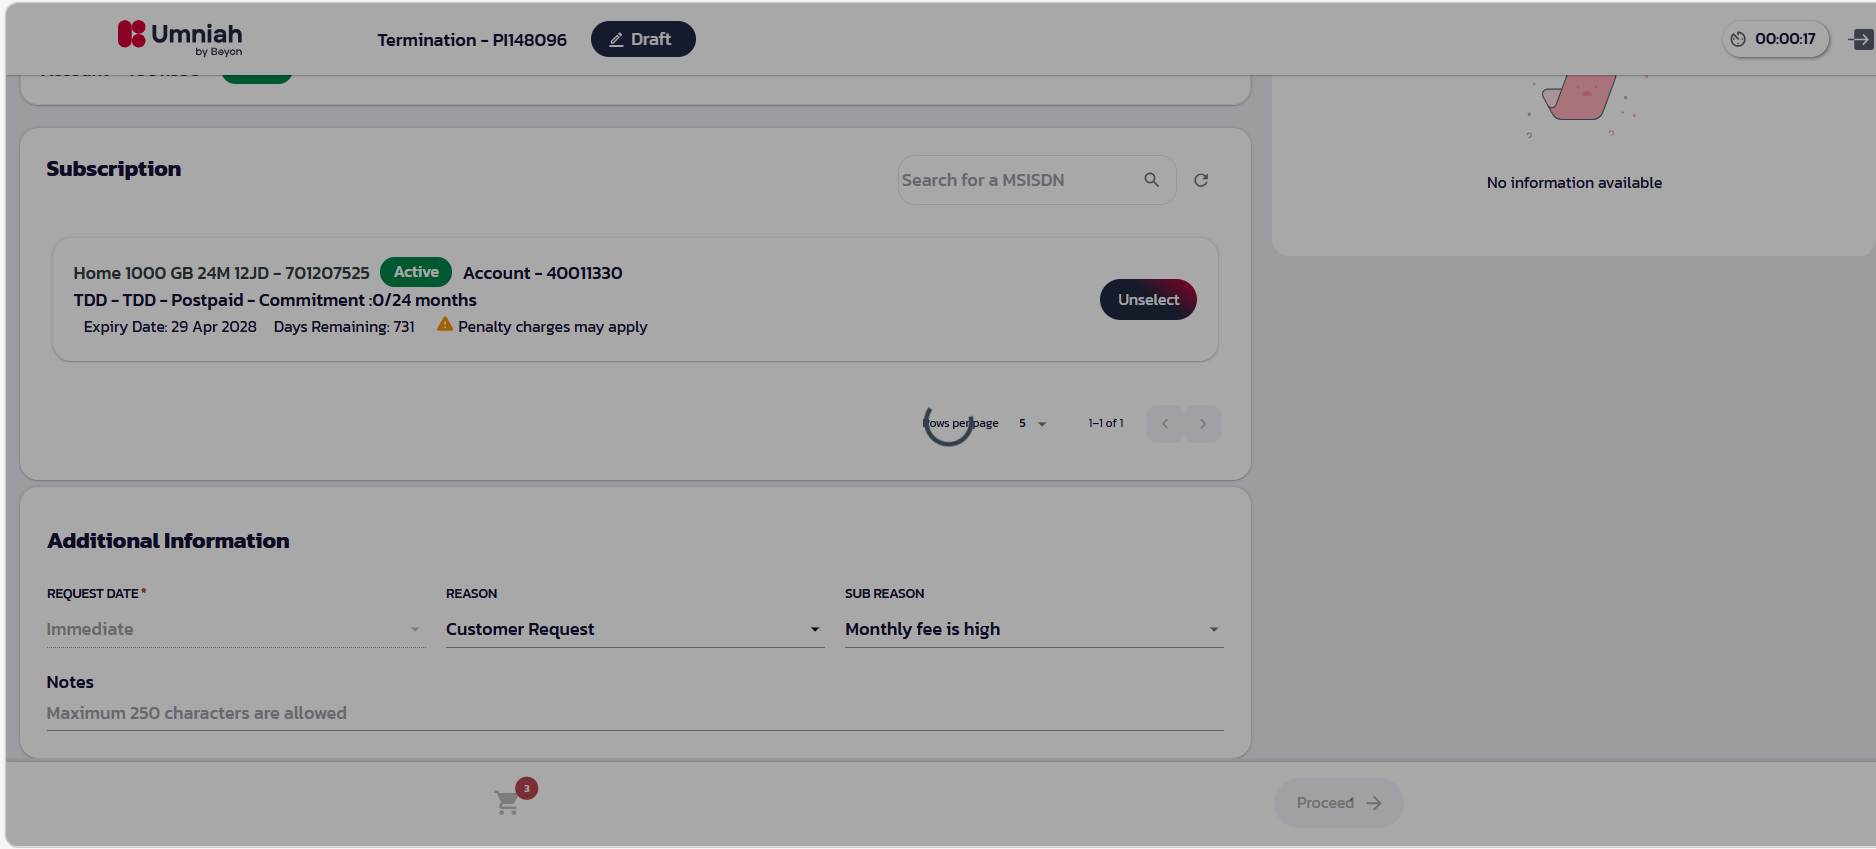 Umniah
by Beyon
Termination - PI148096
Draft
00:00:17
No information available
Subscription
Search for a MSISDN
Home 1000 GB 24M 12JD - 701207525
Active
Account - 40011330
TDD - TDD - Postpaid - Commitment :0/24 months
Expiry Date: 29 Apr 2028
Days Remaining: 731
Penalty charges may apply
Unselect
Rows per page
5
1-1 of 1
Additional Information
REQUEST DATE *
REASON
SUB REASON
Immediate
Customer Request
Monthly fee is high
Notes
Maximum 250 characters are allowed
3
Proceed